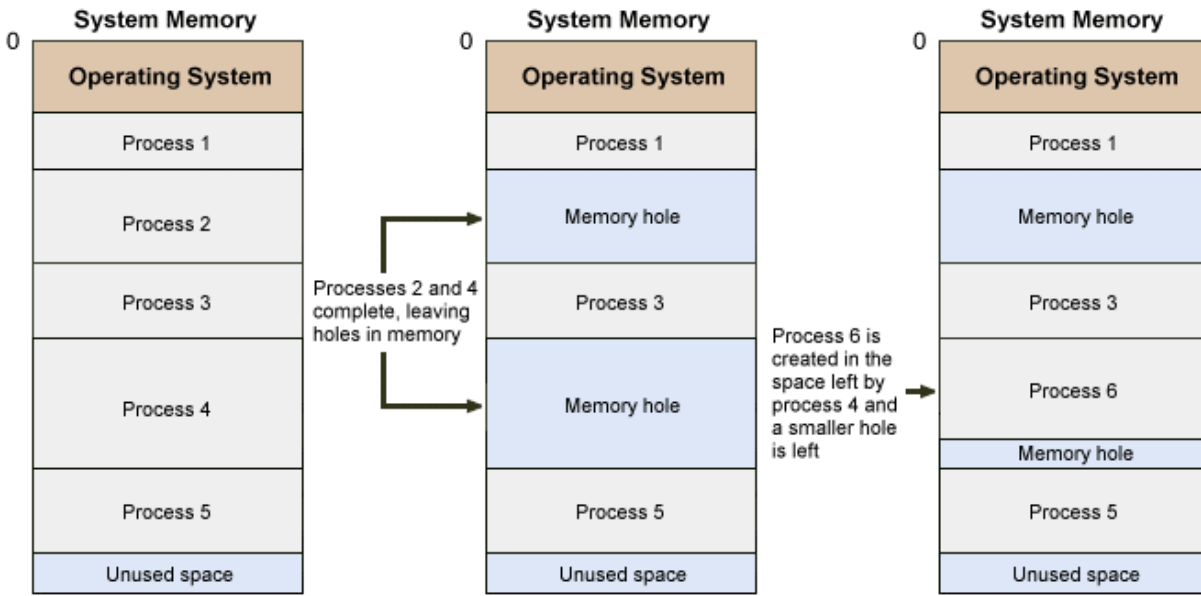 System Memory
0
Operating System
Process 1
Process 2
Process 3
Process 4
Process 5
Unused space
Processes 2 and 4
complete, leaving
holes in memory
System Memory
0
Operating System
Process 1
Memory hole
Process 3
Memory hole
Process 5
Unused space
Process 6 is
created in the
space left by
process 4 and
a smaller hole
is left
System Memory
0
Operating System
Process 1
Memory hole
Process 3
Process 6
Memory hole
Process 5
Unused space